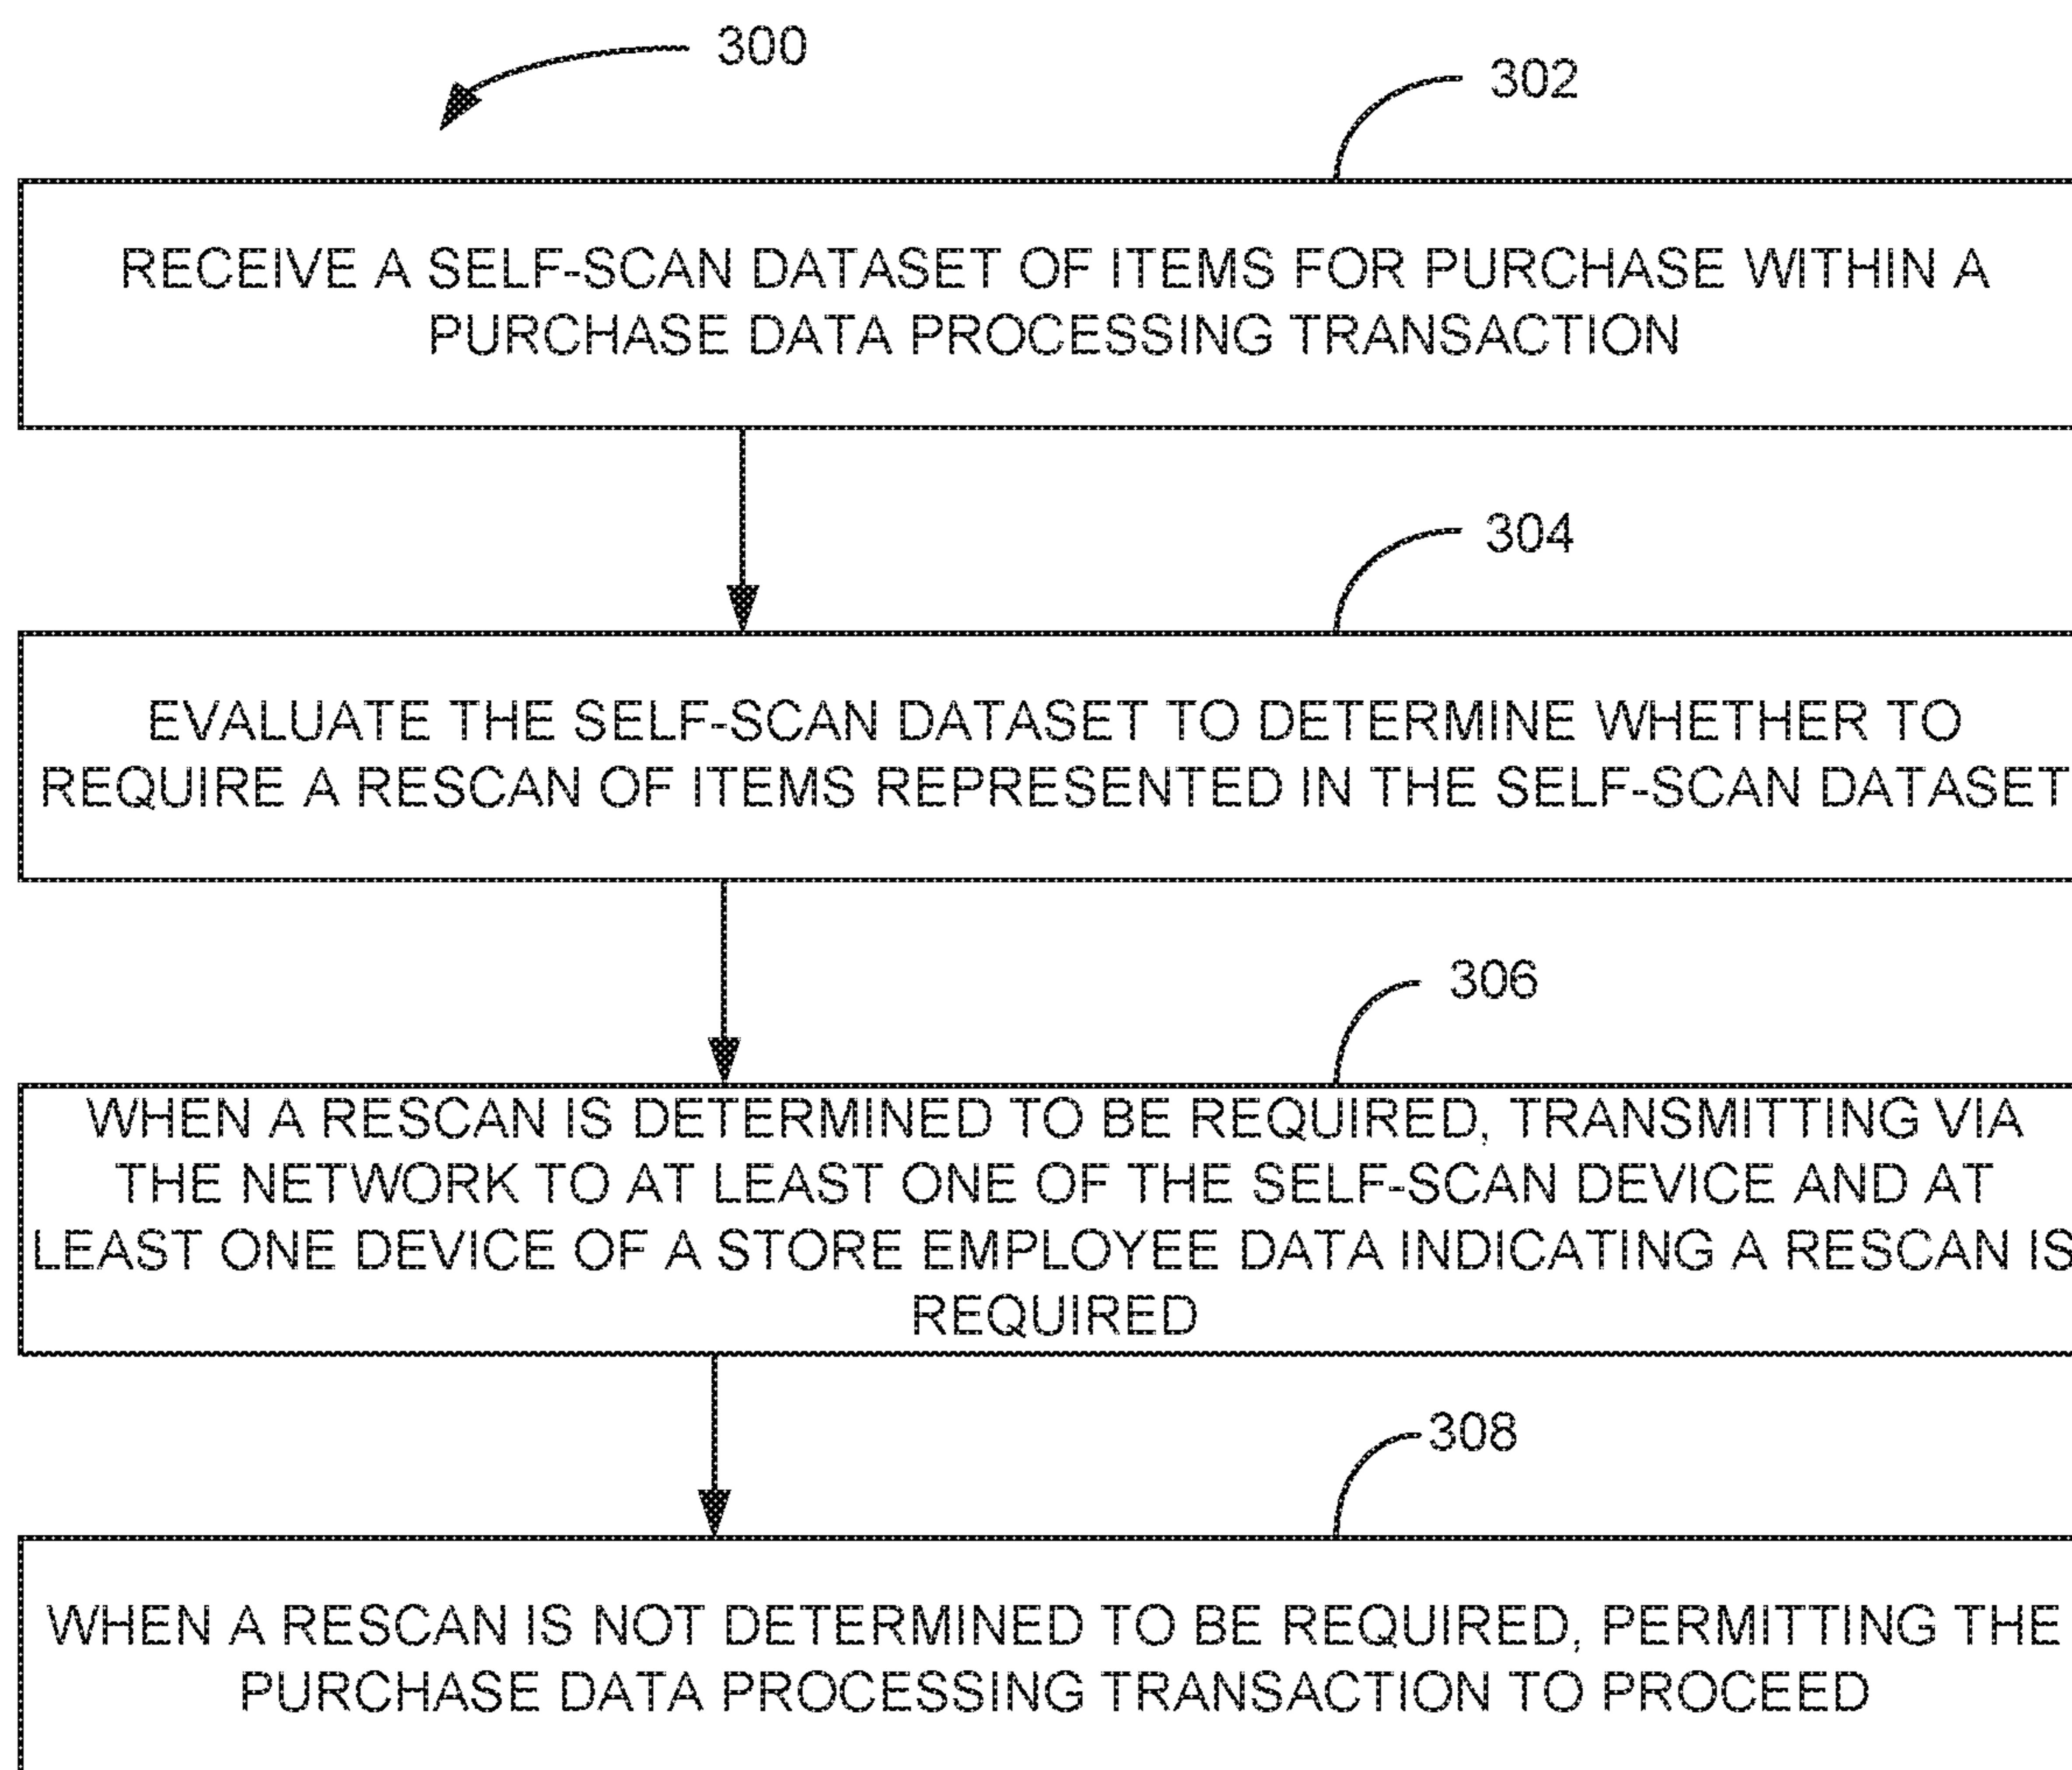 300
302
RECEIVE A SELF-SCAN DATASET OF ITEMS FOR PURCHASE WITHIN A
PURCHASE DATA PROCESSING TRANSACTION
304
EVALUATE THE SELF-SCAN DATASET TO DETERMINE WHETHER TO
REQUIRE A RESCAN OF ITEMS REPRESENTED IN THE SELF-SCAN DATASET
306
WHEN A RESCAN IS DETERMINED TO BE REQUIRED, TRANSMITTING VIA
THE NETWORK TO AT LEAST ONE OF THE SELF-SCAN DEVICE AND AT
LEAST ONE DEVICE OF A STORE EMPLOYEE DATA INDICATING A RESCAN IS
REQUIRED
308
WHEN A RESCAN IS NOT DETERMINED TO BE REQUIRED, PERMITTING THE
PURCHASE DATA PROCESSING TRANSACTION TO PROCEED